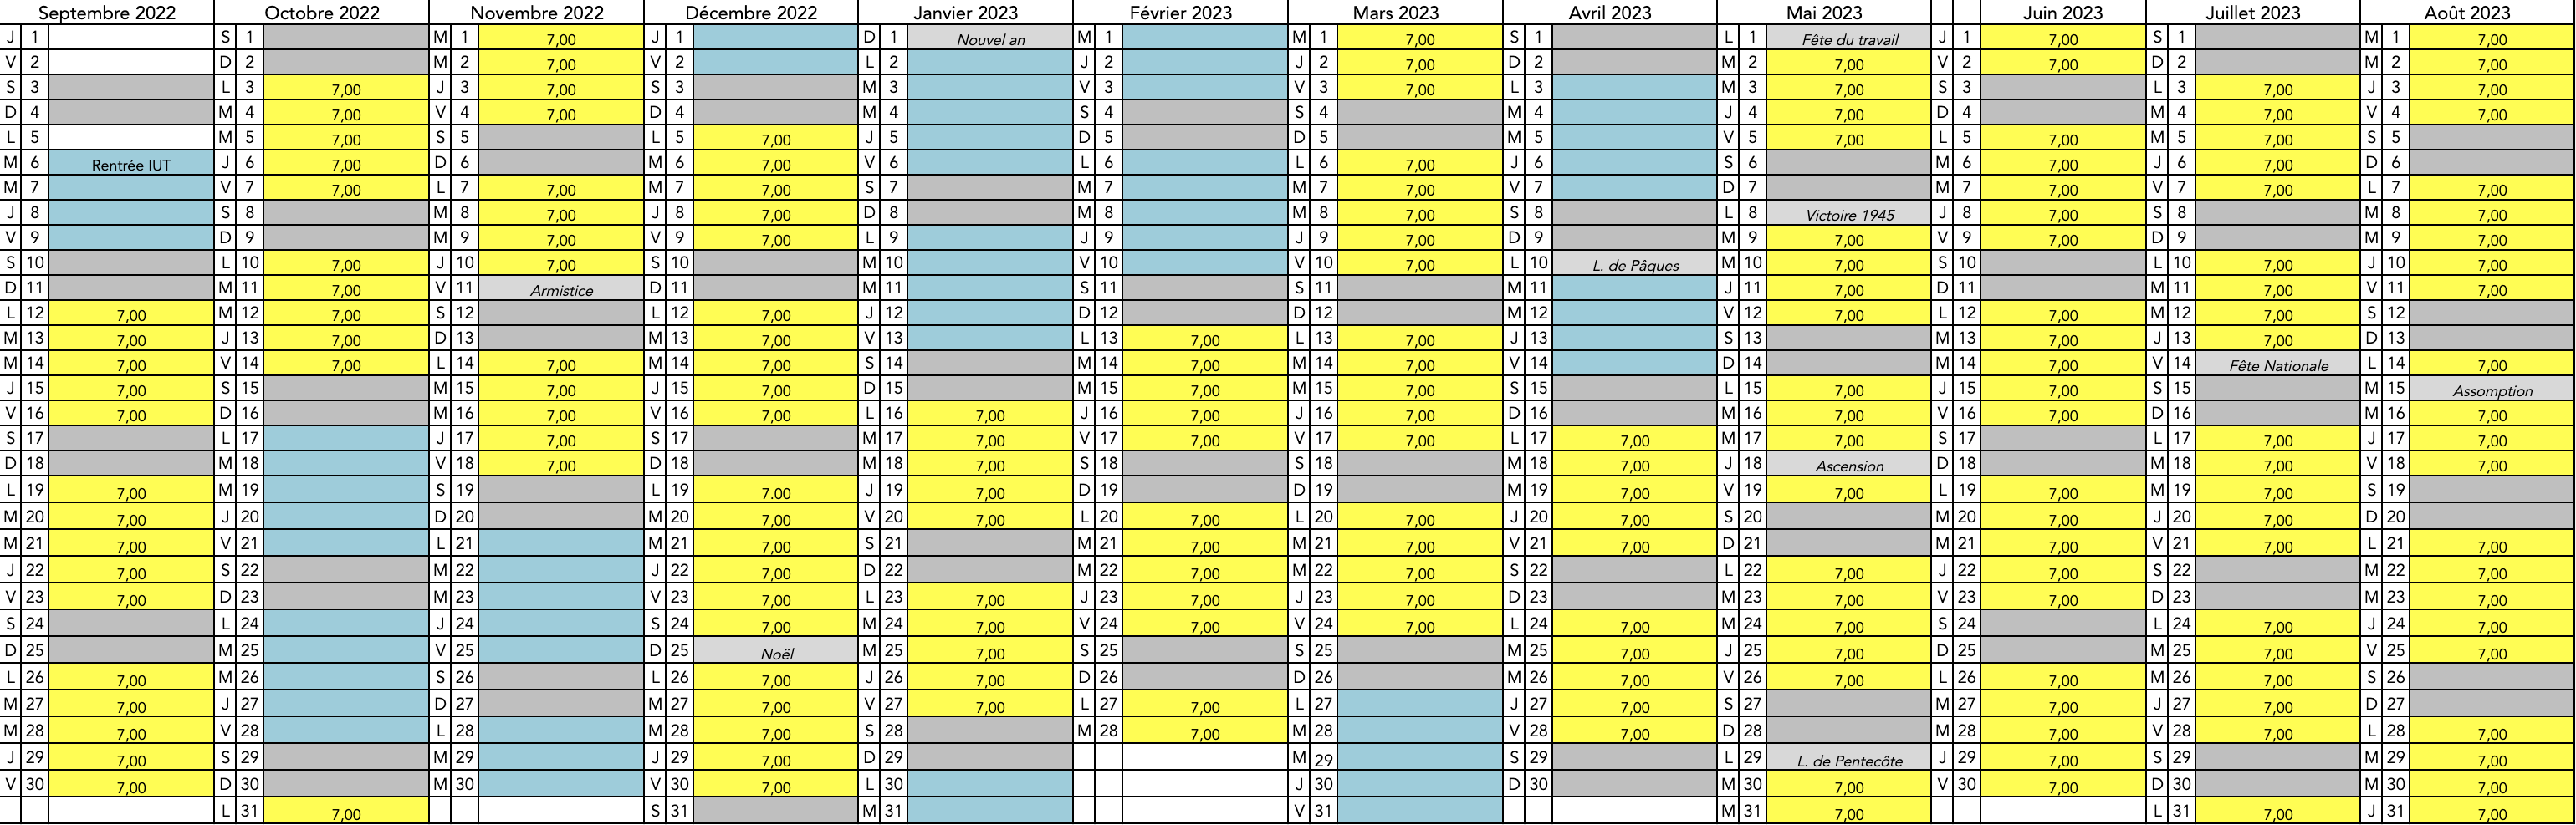 Septembre 2022 Octobre 2022 Novembre 2022 Décembre 2022 Janvier 2023 Février 2023 Mars 2023 Avril 2023 Mai 2023 Juin 2023 Juillet 2023 Août 2023
J 1 S 1 M 1 7,00 J 1 D 1 Nouvel an M 1 M 1 7,00 S 1 L 1 Fête du travail J 1 7,00 S 1 M 1 7,00
V 2 D 2 M 2 7,00 V 2 L 2 J 2 J 2 7,00 D 2 M 2 7,00 V 2 7,00 D 2 M 2 7,00
S 3 L 3 7,00 J 3 7,00 S 3 M 3 V 3 V 3 7,00 L 3 M 3 7,00 S 3 L 3 7,00 J 3 7,00
D 4 M 4 7,00 V 4 7,00 D 4 M 4 S 4 S 4 M 4 J 4 7,00 D 4 M 4 7,00 V 4 7,00
L 5 M 5 7,00 S 5 L 5 7,00 J 5 D 5 D 5 M 5 V 5 7,00 L 5 7,00 M 5 7,00 S 5
M 6 Rentrée IUT J 6 7,00 D 6 M 6 7,00 V 6 L 6 L 6 7,00 J 6 S 6 M 6 7,00 J 6 7,00 D 6
M 7 V 7 7,00 L 7 7,00 M 7 7,00 S 7 M 7 M 7 7,00 V 7 D 7 M 7 7,00 V 7 7,00 L 7 7,00
J 8 S 8 M 8 7,00 J 8 7,00 D 8 M 8 M 8 7,00 S 8 L 8 Victoire 1945 J 8 7,00 S 8 M 8 7,00
V 9 D 9 M 9 7,00 V 9 7,00 L 9 J 9 J 9 7,00 D 9 M 9 7,00 V 9 7,00 D 9 M 9 7,00
S 10 L 10 7,00 J 10 7,00 S 10 M 10 V 10 V 10 7,00 L 10 L. de Pâques M 10 7,00 S 10 L 10 7,00 J 10 7,00
D 11 M 11 7,00 V 11 Armistice D 11 M 11 S 11 S 11 M 11 J 11 7,00 D 11 M 11 7,00 V 11 7,00
L 12 7,00 M 12 7,00 S 12 L 12 7,00 J 12 D 12 D 12 M 12 V 12 7,00 L 12 7,00 M 12 7,00 S 12
M 13 7,00 J 13 7,00 D 13 M 13 7,00 V 13 L 13 7,00 L 13 7,00 J 13 S 13 M 13 7,00 J 13 7,00 D 13
M 14 7,00 V 14 7,00 L 14 7,00 M 14 7,00 S 14 M 14 7,00 M 14 7,00 V 14 D 14 M 14 7,00 V 14 Fête Nationale L 14 7,00
J 15 7,00 S 15 M 15 7,00 J 15 7,00 D 15 M 15 7,00 M 15 7,00 S 15 L 15 7,00 J 15 7,00 S 15 M 15 Assomption
V 16 7,00 D 16 M 16 7,00 V 16 7,00 L 16 7,00 J 16 7,00 J 16 7,00 D 16 M 16 7,00 V 16 7,00 D 16 M 16 7,00
S 17 L 17 J 17 7,00 S 17 M 17 7,00 V 17 7,00 V 17 7,00 L 17 7,00 M 17 7,00 S 17 L 17 7,00 J 17 7,00
D 18 M 18 V 18 7,00 D 18 M 18 7,00 S 18 S 18 M 18 7,00 J 18 Ascension D 18 M 18 7,00 V 18 7,00
L 19 7,00 M 19 S 19 L 19 7.00 J 19 7,00 D 19 D 19 M 19 7,00 V 19 7,00 L 19 7,00 M 19 7,00 S 19
M 20 7,00 J 20 D 20 M 20 7,00 V 20 7,00 L 20 7,00 L 20 7,00 J 20 7,00 S 20 M 20 7,00 J 20 7,00 D 20
M 21 7,00 V 21 L 21 M 21 7,00 S 21 M 21 7,00 M 21 7,00 V 21 7,00 D 21 M 21 7,00 V 21 7,00 L 21 7,00
J 22 7,00 S 22 M 22 J 22 7,00 D 22 M 22 7,00 M 22 7,00 S 22 L 22 7,00 J 22 7,00 S 22 M 22 7,00
V 23 7,00 D 23 M 23 V 23 7,00 L 23 7,00 J 23 7,00 J 23 7,00 D 23 M 23 7,00 V 23 7,00 D 23 M 23 7,00
S 24 L 24 J 24 S 24 7,00 M 24 7,00 V 24 7,00 V 24 7,00 L 24 7,00 M 24 7,00 S 24 L 24 7,00 J 24 7,00
D 25 M 25 V 25 D 25 Noël M 25 7,00 S 25 S 25 M 25 7,00 J 25 7,00 D 25 M 25 7,00 V 25 7,00
L 26 7,00 M 26 S 26 L 26 7,00 J 26 7,00 D 26 D 26 M 26 7,00 V 26 7,00 L 26 7,00 M 26 7,00 S 26
M 27 7,00 J 27 D 27 M 27 7,00 V 27 7,00 L 27 7,00 L 27 J 27 7,00 S 27 M 27 7,00 J 27 7,00 D 27
M 28 7,00 V 28 L 28 M 28 7,00 S 28 M 28 7,00 M 28 V 28 7,00 D 28 M 28 7,00 V 28 7,00 L 28 7,00
J 29 7,00 S 29 M 29 J 29 7,00 D 29 M 29 S 29 L 29 L. de Pentecôte J 29 7,00 S 29 M 29 7,00
V 30 7,00 D 30 M 30 V 30 7,00 L 30 J 30 D 30 M 30 7,00 V 30 7,00 D 30 M 30 7,00
L 31 7,00 S 31 M 31 V 31 M 31 7,00 L 31 7,00 J 31 7,00